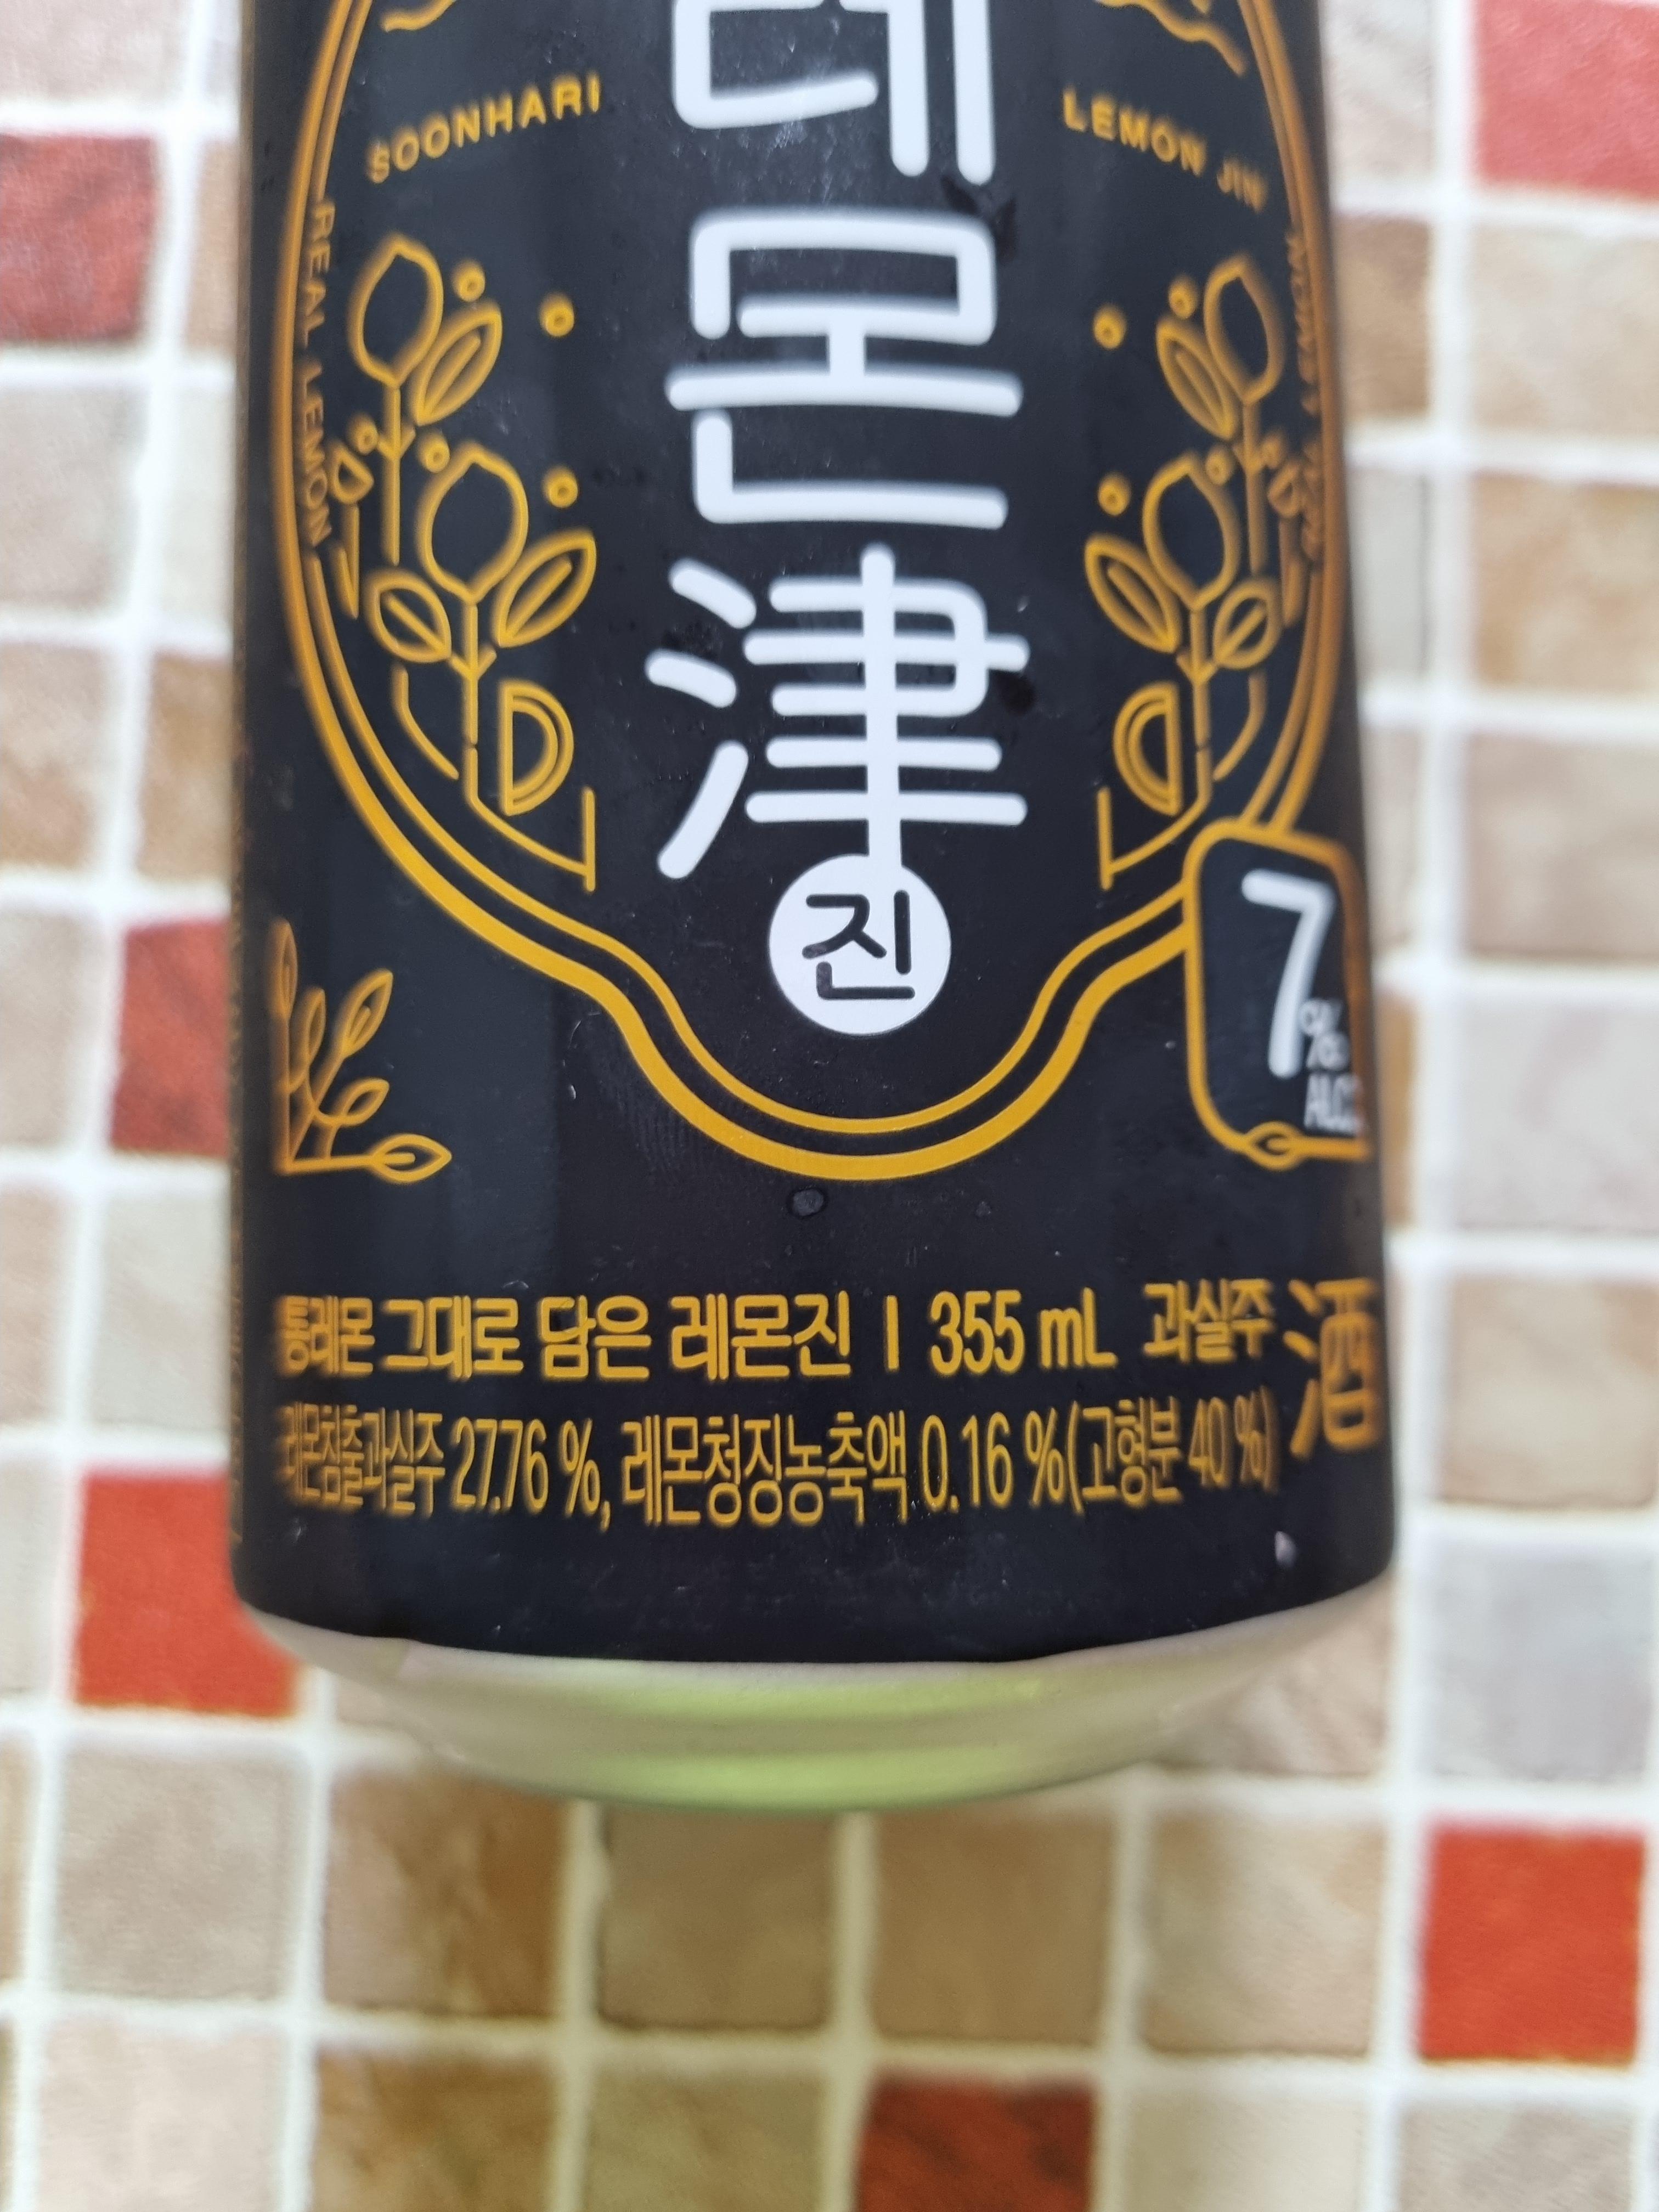 SOONHARI
LEMON JIN
REAL LEMON
레몬
津
진
7%
ALC
통레몬 그대로 담은 레몬진 | 355 mL 과실주 酒
레몬침출과실주 27.76 %, 레몬청징농축액 0.16 %(고형분 40 %)